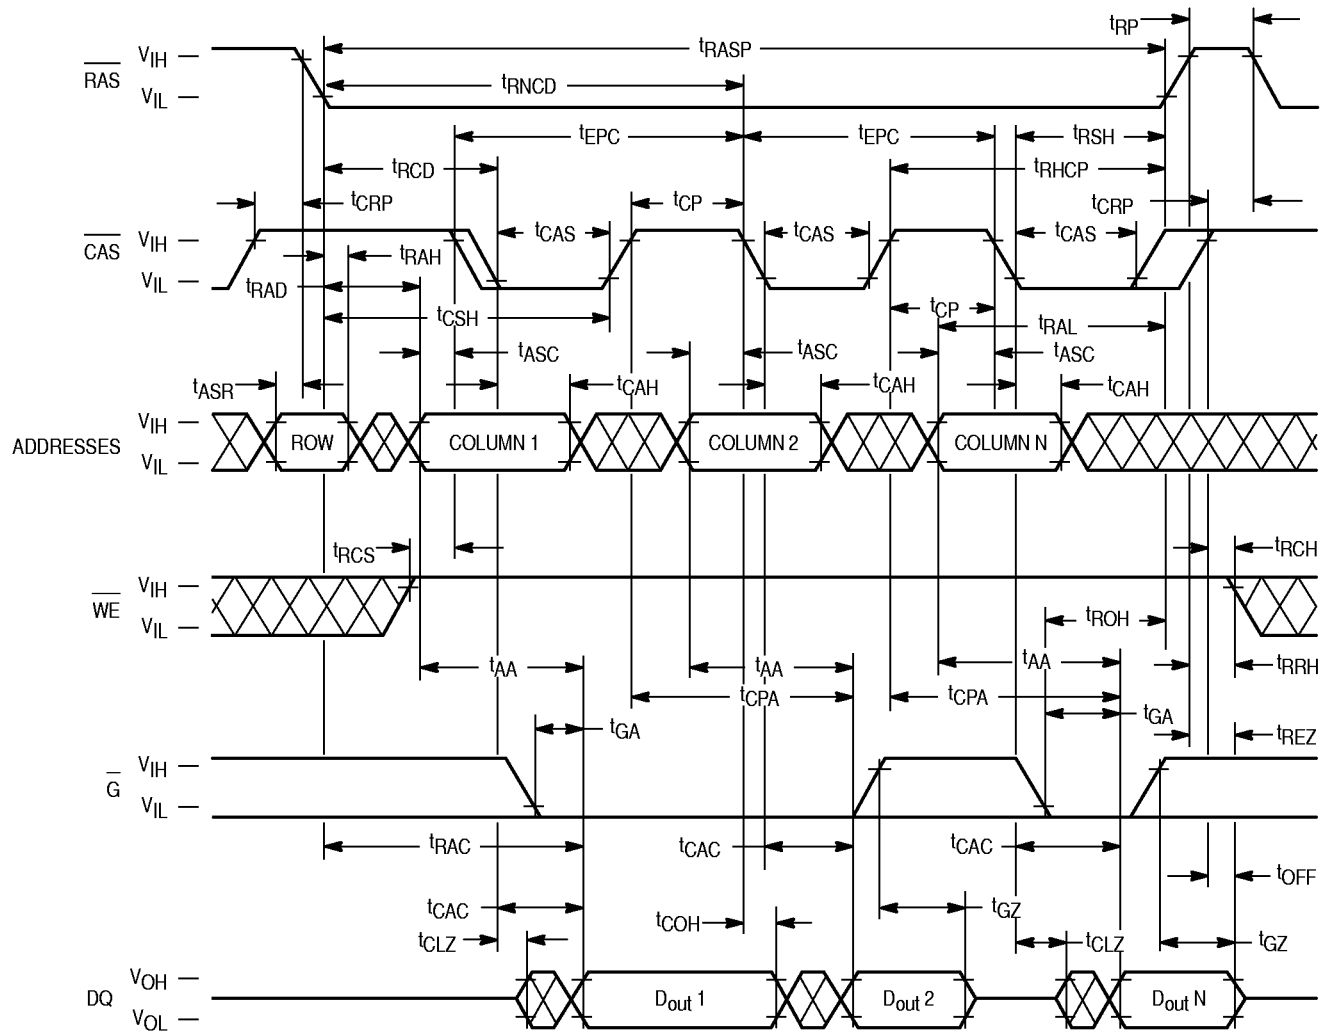 tRP
VIH
tRASP
RAS
VIL
tRNCD
tEPC tEPC tRSH
tRCD tRHCP
tCRP tCP tCRP
VIH
tCAS tCAS tCAS
CAS
tRAH
VIL
tRAD
tCSH tCP
tRAL
tASC tASC tASC
tASR tCAH tCAH tCAH
VIH
ADDRESSES ROW COLUMN 1 COLUMN 2 COLUMN N
VIL
tRCS tRCH
VIH
WE
VIL
tROH
tAA tAA tAA tRRH
tCPA tCPA
tGA tGA tREZ
VIH
G
VIL
tRAC tCAC tCAC
tOFF
tCAC tCOH tGZ
tCLZ tCLZ tGZ
VOH
DQ Dout 1 Dout 2 Dout N
VOL